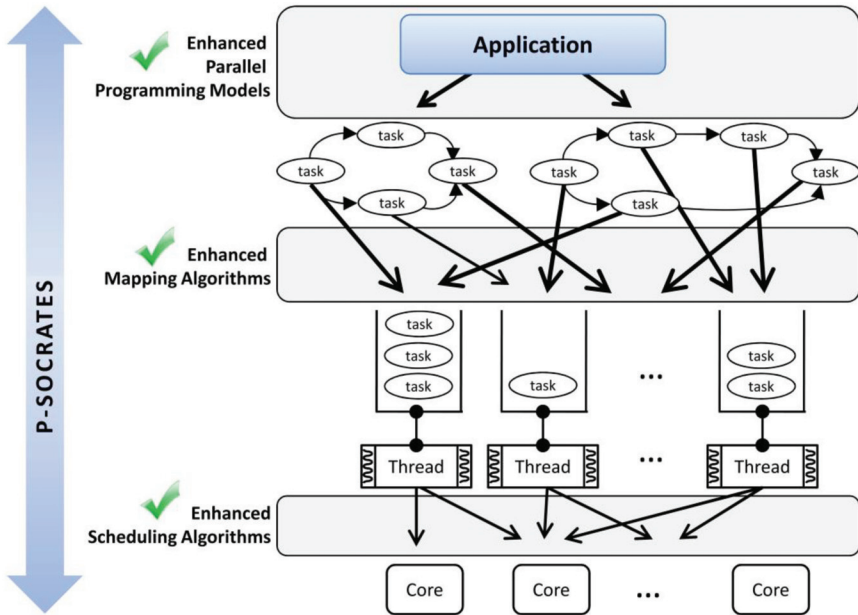 P-SOCRATES
Enhanced
Parallel
Programming Models
Application
task
task
task
task
task
task
task
task
task
Enhanced
Mapping Algorithms
task
task
task
task
task
task
...
Thread
Thread
...
Thread
Enhanced
Scheduling Algorithms
Core
Core
...
Core